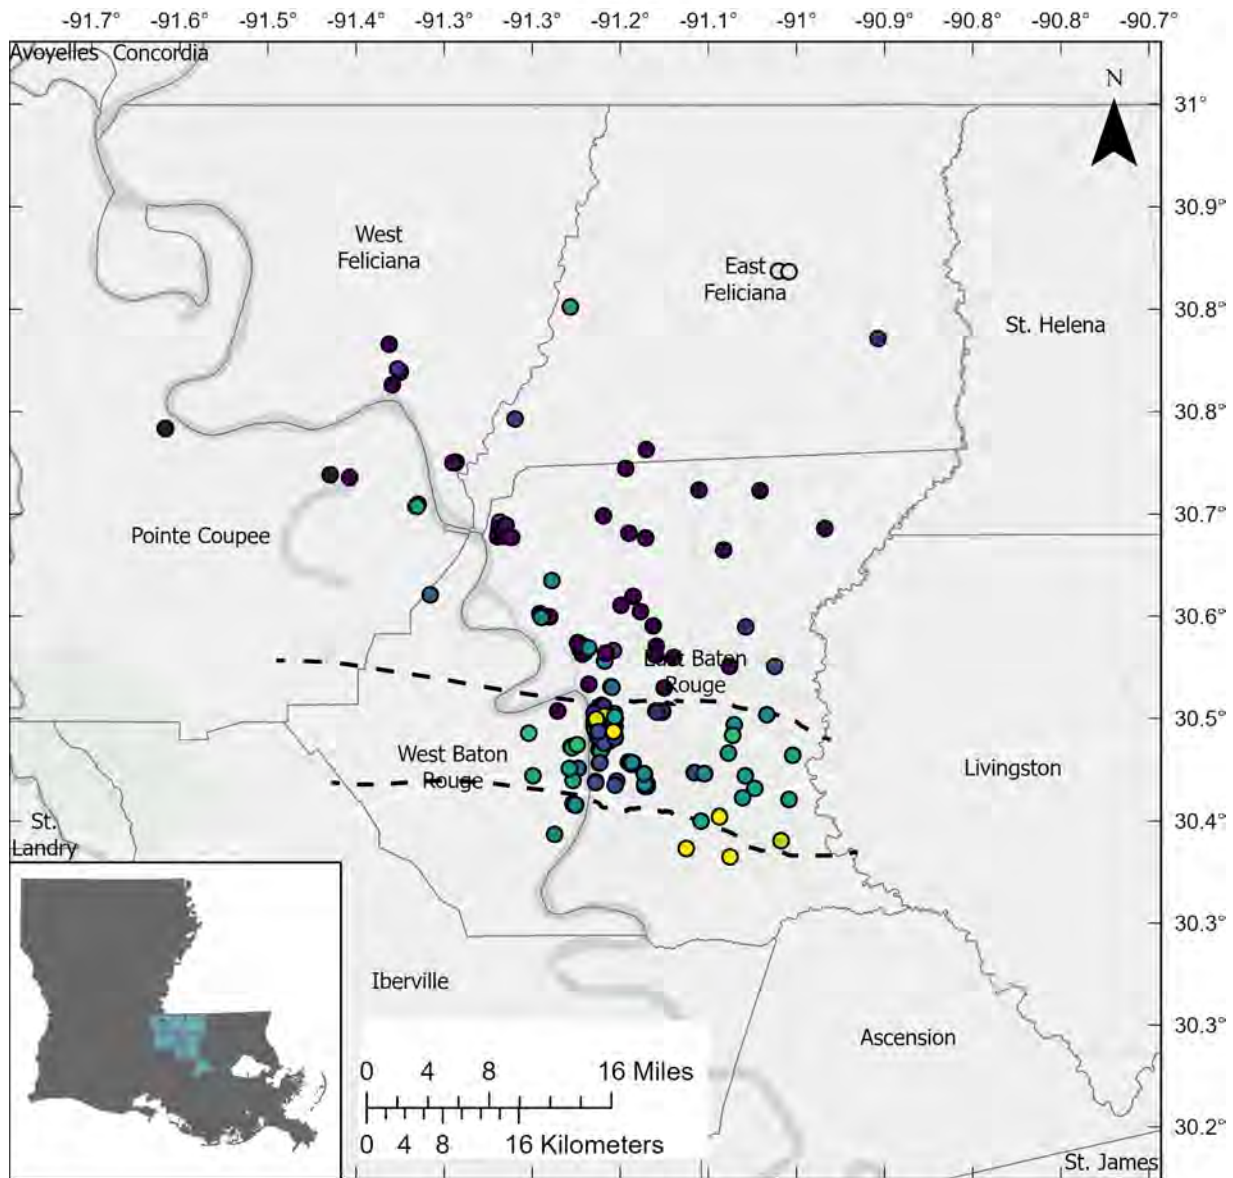 -91.7° -91.6° -91.5° -91.4° -91.3° -91.3° -91.2° -91.1° -91° -90.9° -90.8° -90.8° -90.7°
Avoyelles Concordia
N
31°
30.9°
West
Feliciana
East
Feliciana
30.8°
St. Helena
30.8°
30.7°
Pointe Coupee
30.6°
East Baton
Rouge
30.5°
West Baton
Rouge
Livingston
St.
Landry
30.4°
30.3°
Iberville
30.3°
Ascension
0 4 8 16 Miles
0 4 8 16 Kilometers
30.2°
St. James